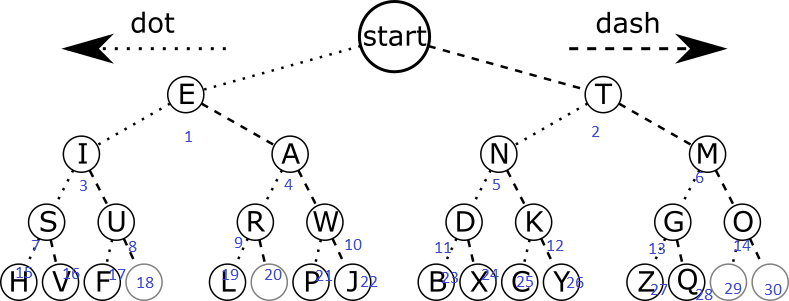 dot start dash
E T
1 2
I A N M
3 4 5 6
S U R W D K G O
7 8 9 10 11 12 13 14
H V F L P J B X C Y Z Q
15 16 17 18 19 20 21 22 23 24 25 26 27 28 29 30